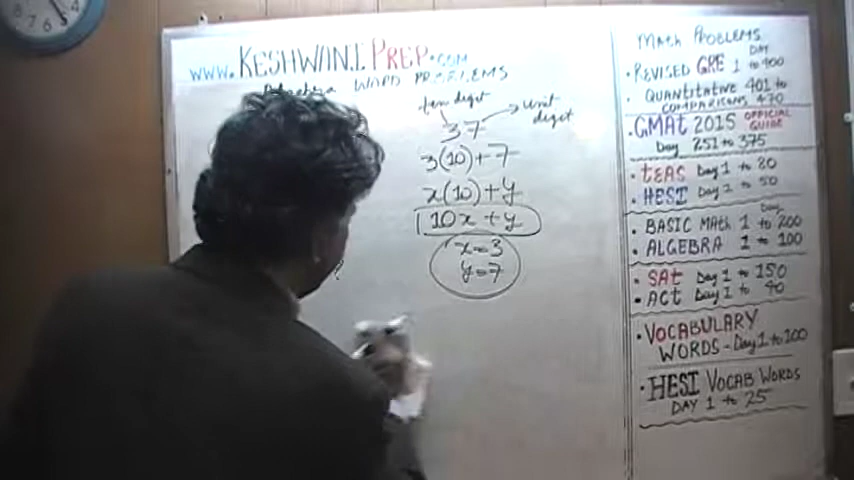 www.KESHWANI PREP.COM
Algebra WORD PROBLEMS
ten digit
unit
digit
37
3(10)+7
x(10)+y
10x+y
x=3
y=7
Math PROBLEMS
DAY
• REVISED GRE 1 to 400
• QUANTITATIVE 401 to
COMPARISONS 470
• GMAT 2015 OFFICIAL
GUIDE
Day 251 to 375
• TEAS Day 1 to 20
• HESI Day 1 to 50
Day
• BASIC Math 1 to 200
• ALGEBRA 1 to 100
• SAt Day 1 to 150
• ACT Day 1 to 40
• VOCABULARY
WORDS - Day 1 to 100
• HESI VOCAB WORDS
DAY 1 to 25